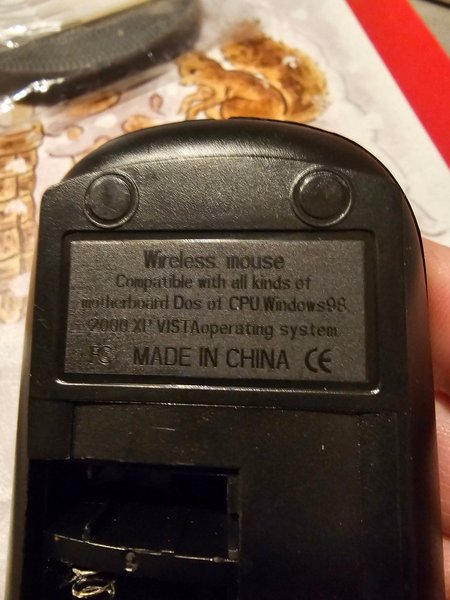 Wireless mouse
Compatible with all kinds of
motherboard Dos of CPU.Windows98.
2000 XP VISTAoperating system
FC MADE IN CHINA CE